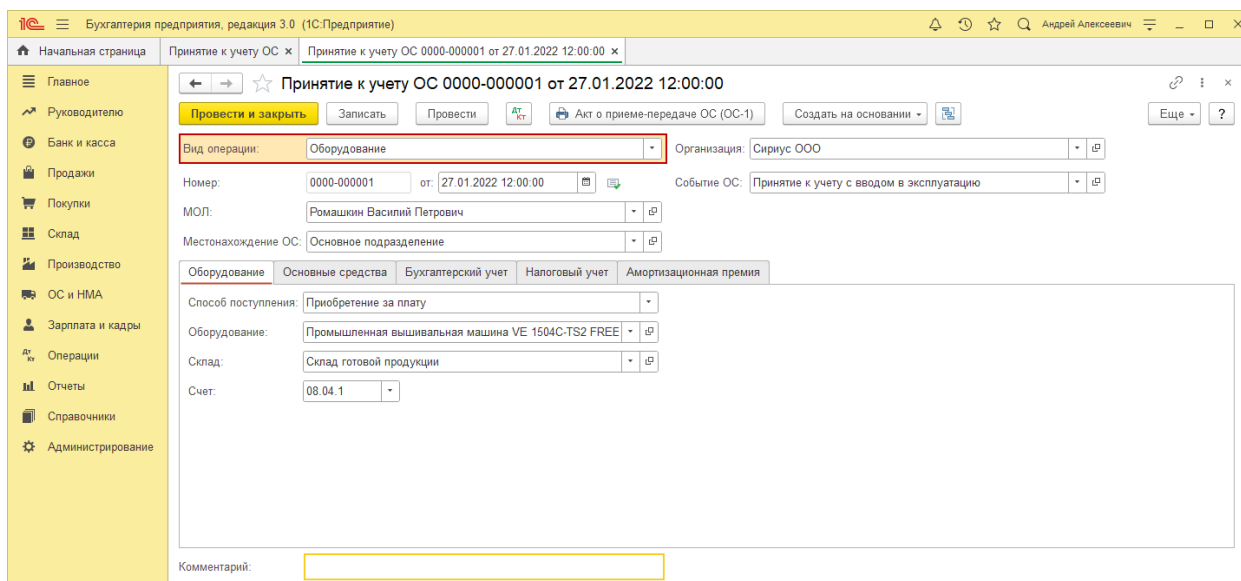 1С Бухгалтерия предприятия, редакция 3.0 (1С:Предприятие) Андрей Алексеевич
Начальная страница Принятие к учету ОС × Принятие к учету ОС 0000-000001 от 27.01.2022 12:00:00 ×
Главное
Руководителю
Банк и касса
Продажи
Покупки
Склад
Производство
ОС и НМА
Зарплата и кадры
Дт Кт Операции
Отчеты
Справочники
Администрирование
Принятие к учету ОС 0000-000001 от 27.01.2022 12:00:00
Провести и закрыть Записать Провести Дт Кт Акт о приеме-передаче ОС (ОС-1) Создать на основании Еще ?
Вид операции: Оборудование Организация: Сириус ООО
Номер: 0000-000001 от: 27.01.2022 12:00:00 Событие ОС: Принятие к учету с вводом в эксплуатацию
МОЛ: Ромашкин Василий Петрович
Местонахождение ОС: Основное подразделение
Оборудование Основные средства Бухгалтерский учет Налоговый учет Амортизационная премия
Способ поступления: Приобретение за плату
Оборудование: Промышленная вышивальная машина VE 1504C-TS2 FREE
Склад: Склад готовой продукции
Счет: 08.04.1
Комментарий: